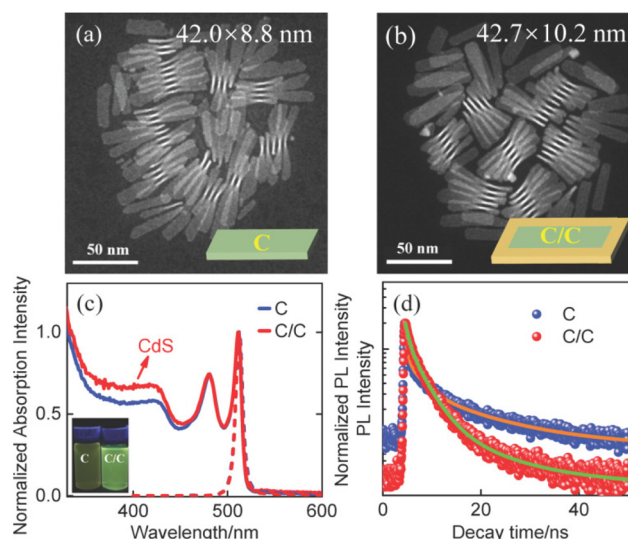 (a)
42.0×8.8 nm
C
50 nm
(b)
42.7×10.2 nm
C/C
50 nm
(c)
C
C/C
CdS
1.0
0.5
0.0
400
500
600
Normalized Absorption Intensity
Wavelength/nm
C
C/C
(d)
C
C/C
Normalized PL Intensity
PL Intensity
0
20
40
Decay time/ns